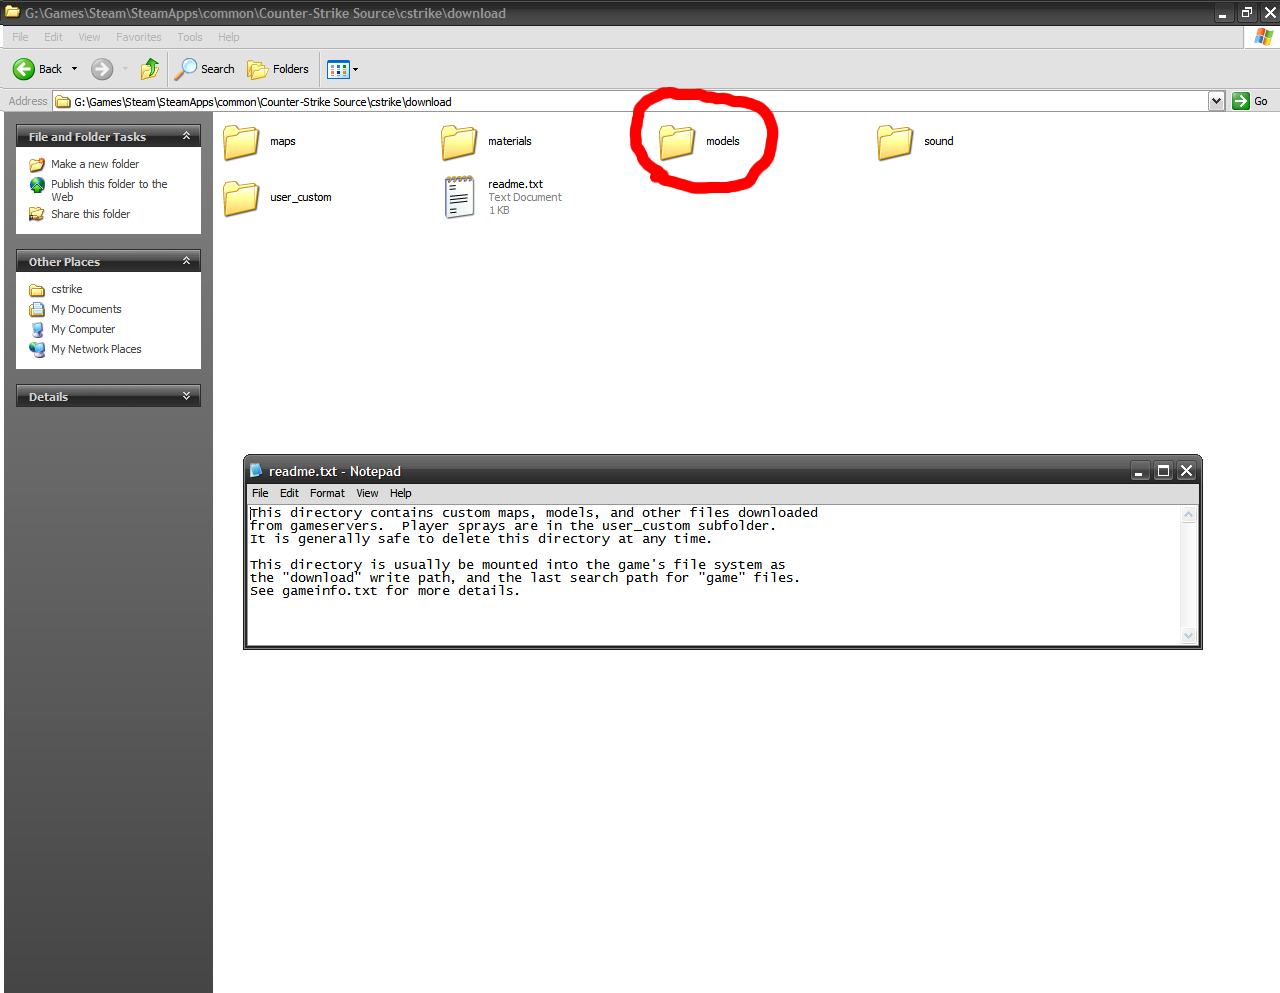 G:\Games\Steam\SteamApps\common\Counter-Strike Source\cstrike\download
File Edit View Favorites Tools Help
Back Search Folders
Address G:\Games\Steam\SteamApps\common\Counter-Strike Source\cstrike\download Go
File and Folder Tasks
Make a new folder
Publish this folder to the
Web
Share this folder
Other Places
cstrike
My Documents
My Computer
My Network Places
Details
maps materials models sound
user_custom
readme.txt
Text Document
1 KB
readme.txt - Notepad
File Edit Format View Help
This directory contains custom maps, models, and other files downloaded
from gameservers.  Player sprays are in the user_custom subfolder.
It is generally safe to delete this directory at any time.
This directory is usually be mounted into the game's file system as
the "download" write path, and the last search path for "game" files.
See gameinfo.txt for more details.